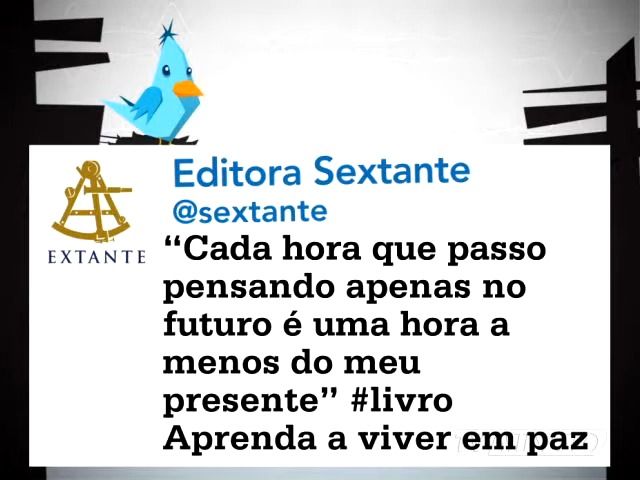 Editora Sextante
@sextante
EXTANTE
“Cada hora que passo
pensando apenas no
futuro é uma hora a
menos do meu
presente” #livro
Aprenda a viver em paz